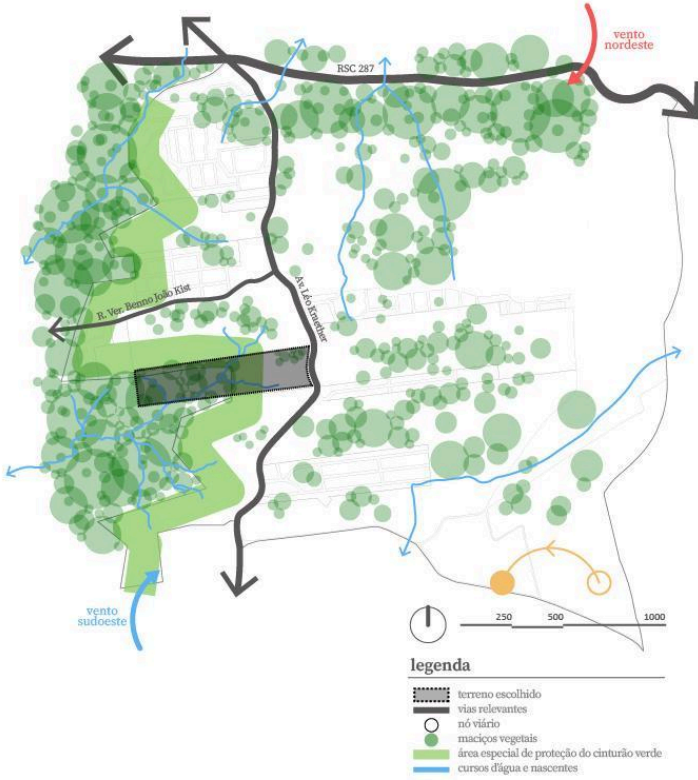 vento
nordeste
RSC 287
Av. Léo Kraether
R. Ver. Benno João Kist
vento
sudoeste
250 500 1000
legenda
terreno escolhido
vias relevantes
nó viário
maciços vegetais
área especial de proteção do cinturão verde
cursos d'água e nascentes